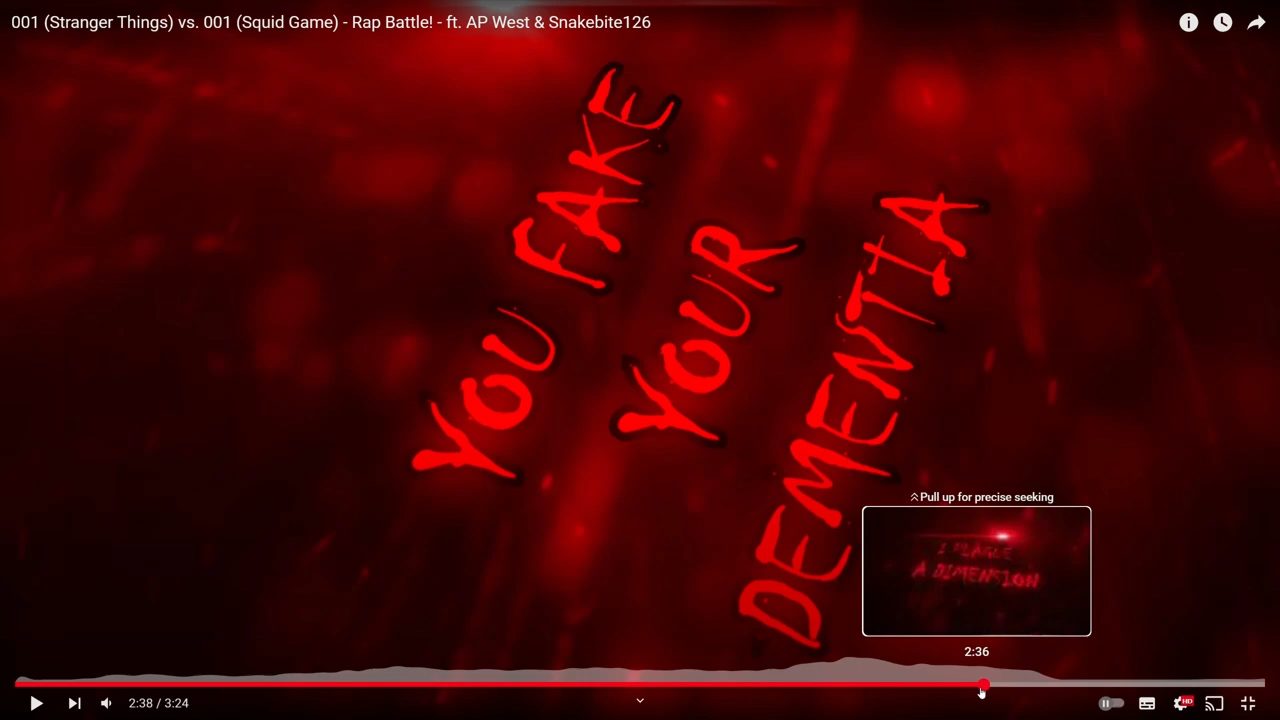 001 (Stranger Things) vs. 001 (Squid Game) - Rap Battle! - ft. AP West & Snakebite126
YOU FAKE
YOUR
DEMENTIA
Pull up for precise seeking
I PLAGUE
A DIMENSION
2:36
2:38 / 3:24
HD